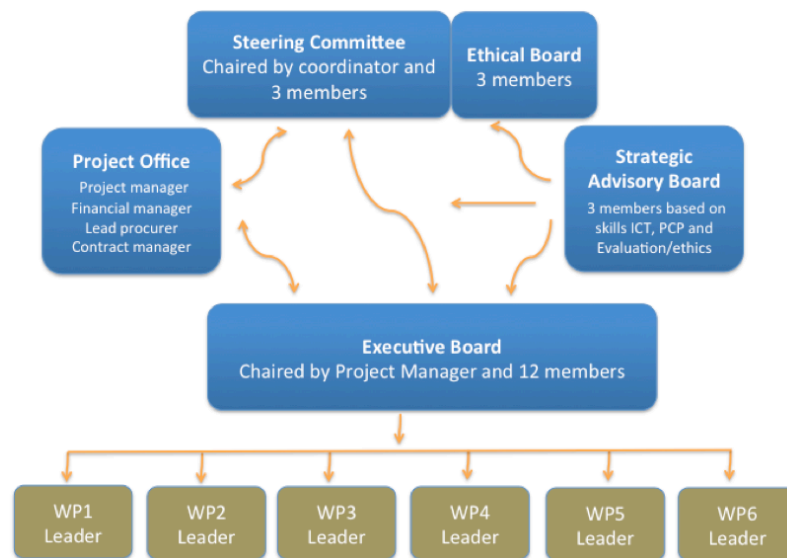 Steering Committee
Chaired by coordinator and
3 members
Ethical Board
3 members
Project Office
Project manager
Financial manager
Lead procurer
Contract manager
Strategic
Advisory Board
3 members based on
skills ICT, PCP and
Evaluation/ethics
Executive Board
Chaired by Project Manager and 12 members
WP1
Leader
WP2
Leader
WP3
Leader
WP4
Leader
WP5
Leader
WP6
Leader